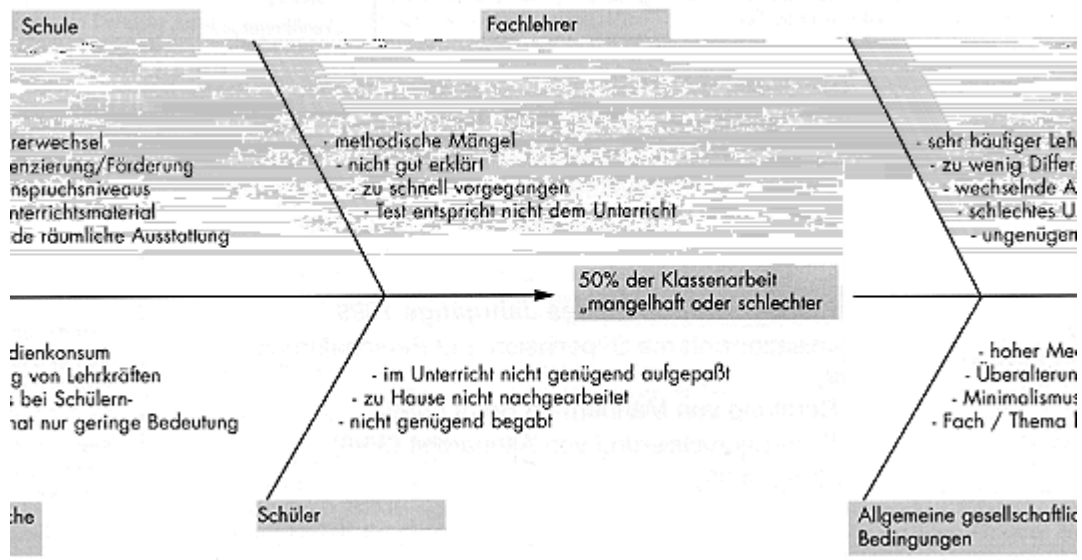 Schule
Fachlehrer
rerwechsel
enzierung/Förderung
nspruchsniveaus
nterrichtsmaterial
de räumliche Ausstattung
- methodische Mängel
- nicht gut erklärt
- zu schnell vorgegangen
- Test entspricht nicht dem Unterricht
- sehr häufiger Leh
- zu wenig Differ
- wechselnde A
- schlechtes U
- ungenügen
50% der Klassenarbeit
„mangelhaft oder schlechter
dienkonsum
g von Lehrkräften
s bei Schülern-
hat nur geringe Bedeutung
- im Unterricht nicht genügend aufgepaßt
- zu Hause nicht nachgearbeitet
- nicht genügend begabt
- hoher Med
- Überalterun
- Minimalismus
- Fach / Thema h
che
Schüler
Allgemeine gesellschaftlic
Bedingungen